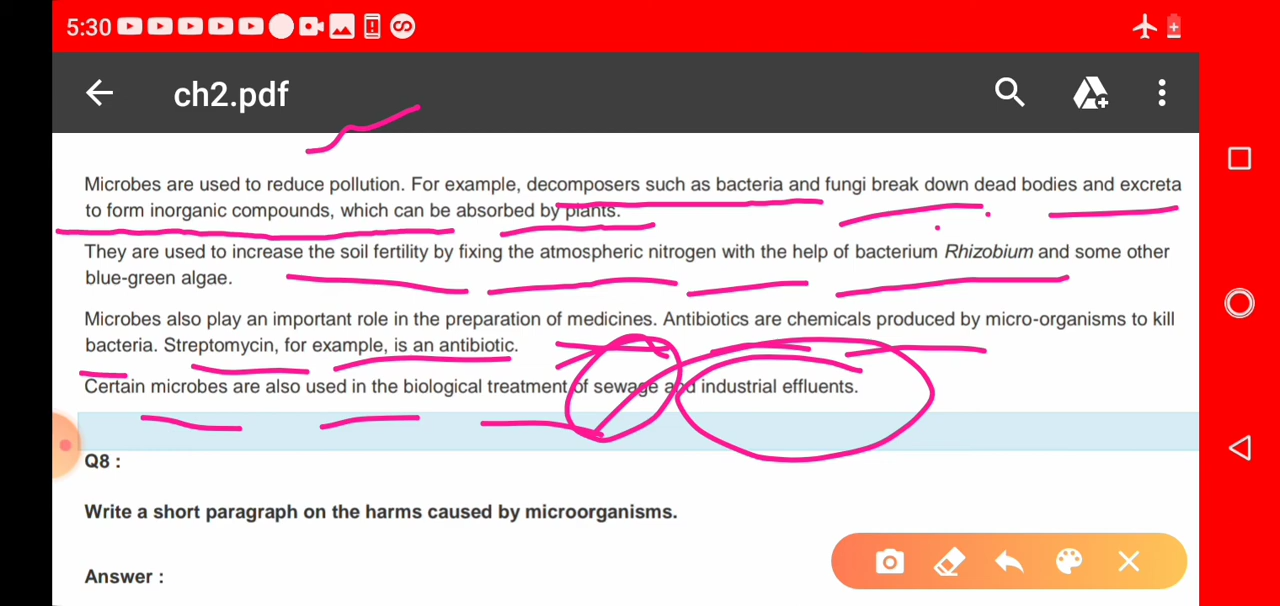 5:30
ch2.pdf
Microbes are used to reduce pollution. For example, decomposers such as bacteria and fungi break down dead bodies and excreta
to form inorganic compounds, which can be absorbed by plants.
They are used to increase the soil fertility by fixing the atmospheric nitrogen with the help of bacterium Rhizobium and some other
blue-green algae.
Microbes also play an important role in the preparation of medicines. Antibiotics are chemicals produced by micro-organisms to kill
bacteria. Streptomycin, for example, is an antibiotic.
Certain microbes are also used in the biological treatment of sewage and industrial effluents.
Q8 :
Write a short paragraph on the harms caused by microorganisms.
Answer :